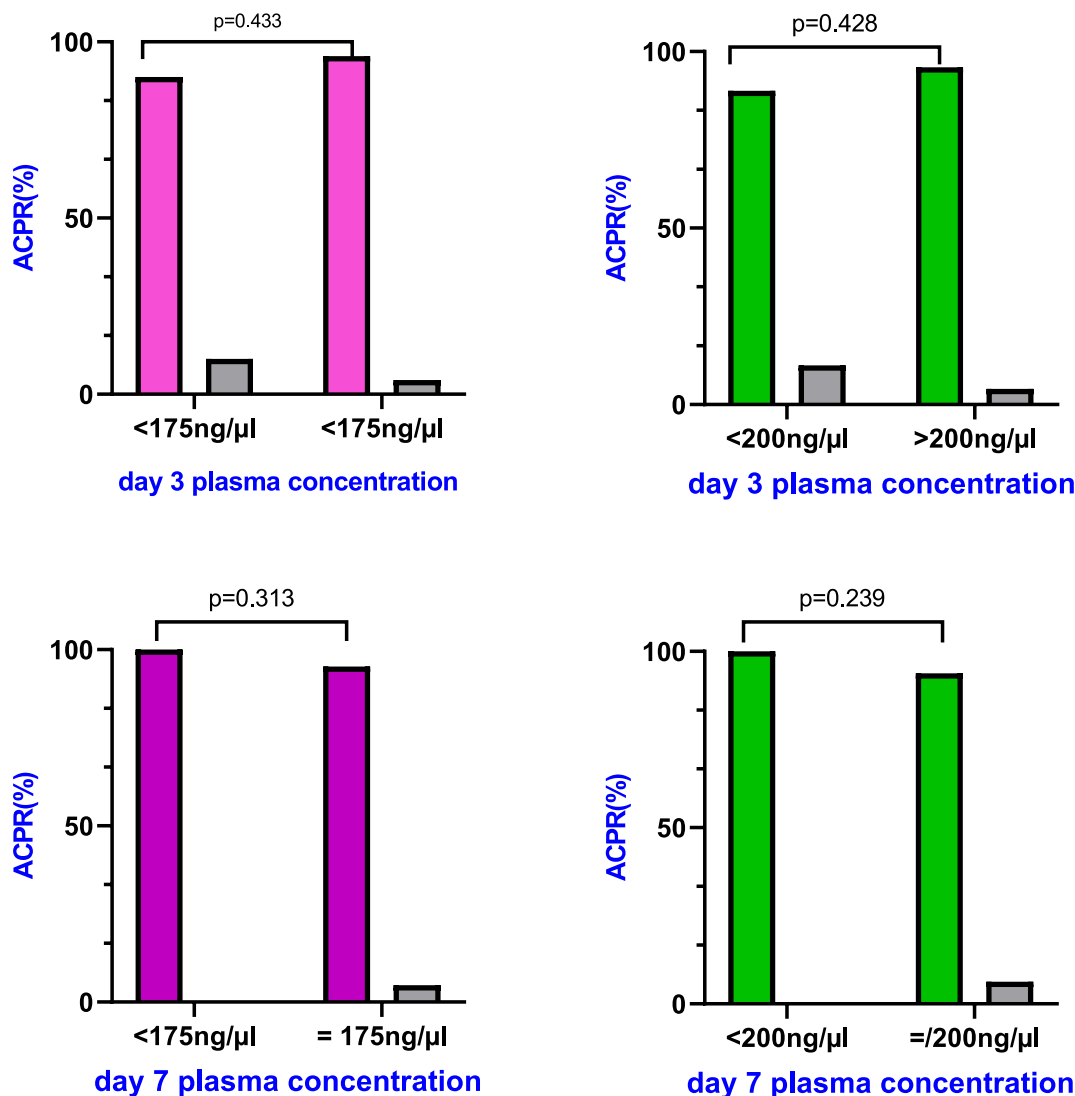 p=0.433
100
50
0
ACPR(%)
<175ng/µl <175ng/µl
day 3 plasma concentration
p=0.428
100
50
0
ACPR(%)
<200ng/µl >200ng/µl
day 3 plasma concentration
p=0.313
100
50
0
ACPR(%)
<175ng/µl = 175ng/µl
day 7 plasma concentration
p=0.239
100
50
0
ACPR(%)
<200ng/µl =/200ng/µl
day 7 plasma concentration